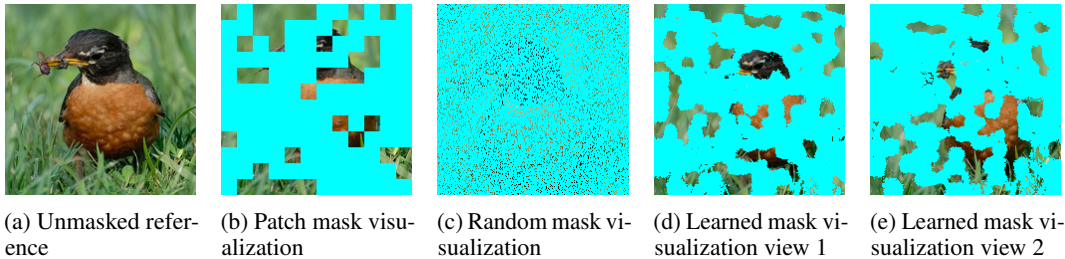 (a) Unmasked refer-
ence
(b) Patch mask visu-
alization
(c) Random mask vi-
sualization
(d) Learned mask vi-
sualization view 1
(e) Learned mask vi-
sualization view 2